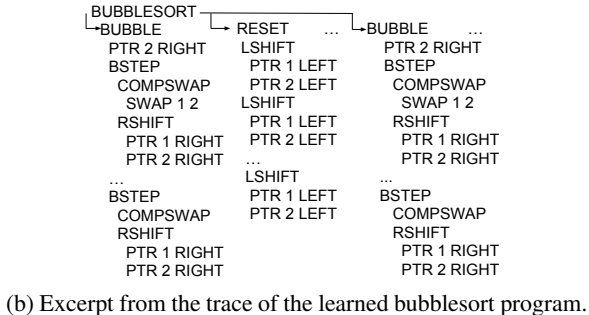 BUBBLESORT
BUBBLE
PTR 2 RIGHT
BSTEP
COMPSWAP
SWAP 1 2
RSHIFT
PTR 1 RIGHT
PTR 2 RIGHT
...
BSTEP
COMPSWAP
RSHIFT
PTR 1 RIGHT
PTR 2 RIGHT
RESET ...
LSHIFT
PTR 1 LEFT
PTR 2 LEFT
LSHIFT
PTR 1 LEFT
PTR 2 LEFT
...
LSHIFT
PTR 1 LEFT
PTR 2 LEFT
BUBBLE ...
PTR 2 RIGHT
BSTEP
COMPSWAP
SWAP 1 2
RSHIFT
PTR 1 RIGHT
PTR 2 RIGHT
...
BSTEP
COMPSWAP
RSHIFT
PTR 1 RIGHT
PTR 2 RIGHT
(b) Excerpt from the trace of the learned bubblesort program.